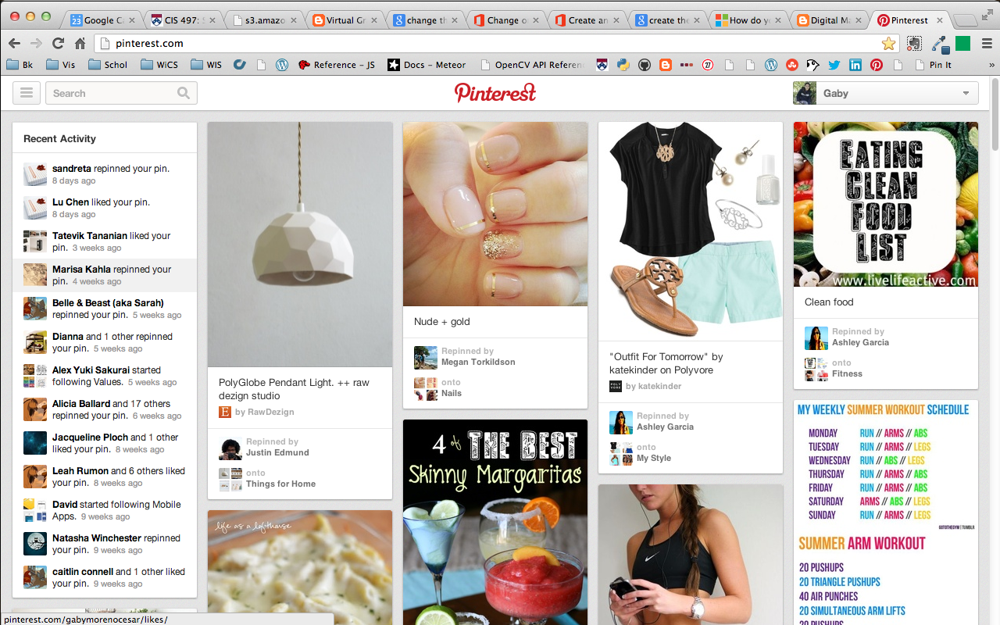 Google Ca
CIS 497: S
s3.amazo
Virtual Gr
change th
Change o
Create an
create the
How do yo
Digital Ma
Pinterest
pinterest.com
Bk
Vis
Schol
WiCS
WIS
Reference - JS
Docs - Meteor
OpenCV API Referen
Pin It
Search
Pinterest
Gaby
Recent Activity
sandreta repinned your pin.
8 days ago
Lu Chen liked your pin.
8 days ago
Tatevik Tananian liked your
pin. 3 weeks ago
Marisa Kahla repinned your
pin. 4 weeks ago
Belle & Beast (aka Sarah)
repinned your pin. 5 weeks ago
Dianna and 1 other repinned
your pin. 5 weeks ago
Alex Yuki Sakurai started
following Values. 5 weeks ago
Alicia Ballard and 17 others
repinned your pin. 6 weeks ago
Jacqueline Ploch and 1 other
liked your pin. 8 weeks ago
Leah Rumon and 6 others liked
your pin. 8 weeks ago
David started following Mobile
Apps. 9 weeks ago
Natasha Winchester repinned
your pin. 9 weeks ago
caitlin connell and 1 other liked
your pin. 9 weeks ago
PolyGlobe Pendant Light. ++ raw
dezign studio
by RawDezign
Repinned by
Justin Edmund
onto
Things for Home
life as a lofthouse
Nude + gold
Repinned by
Megan Torkildson
onto
Nails
4 of THE BEST
Skinny Margaritas
"Outfit For Tomorrow" by
katekinder on Polyvore
by katekinder
Repinned by
Ashley Garcia
onto
My Style
EATING
CLEAN
FOOD
LIST
www.livelifeactive.com
Clean food
Repinned by
Ashley Garcia
onto
Fitness
MY WEEKLY SUMMER WORKOUT SCHEDULE
MONDAY RUN // ARMS // ABS
TUESDAY RUN // ARMS // LEGS
WEDNESDAY RUN // ABS // LEGS
THURSDAY RUN // ARMS // ABS
FRIDAY RUN // ARMS // ABS
SATURDAY ARMS // ABS // LEGS
SUNDAY RUN // ARMS // LEGS
GOTOTHEGYM | TUMBLR
SUMMER ARM WORKOUT
20 PUSHUPS
20 TRIANGLE PUSHUPS
40 AIR PUNCHES
20 SIMULTANEOUS ARM LIFTS
20 PUSHUPS
pinterest.com/gabymorenocesar/likes/